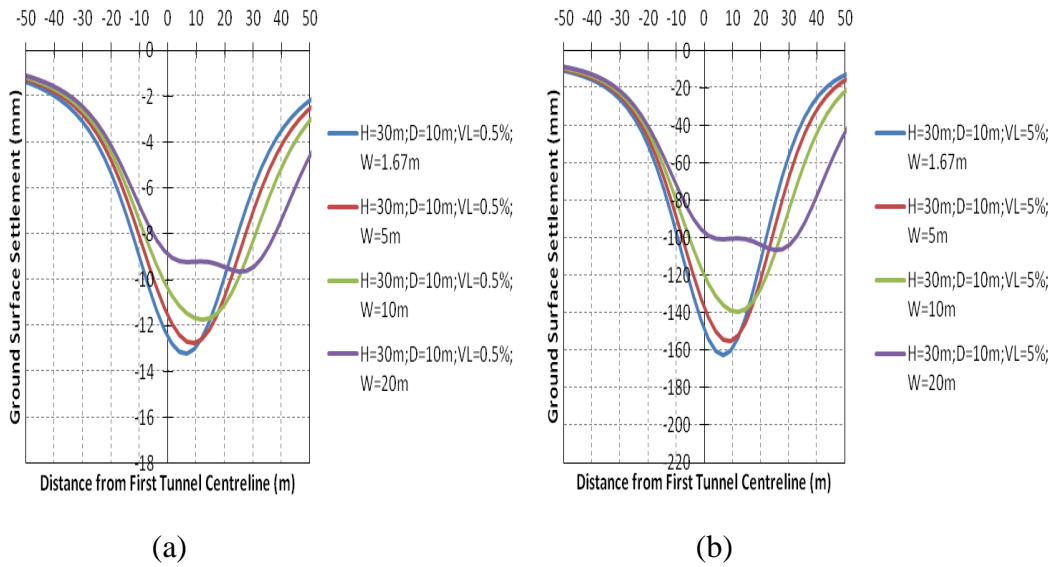 -50 -40 -30 -20 -10 0 10 20 30 40 50
0
-2
-4
-6
-8
-10
-12
-14
-16
-18
Ground Surface Settlement (mm)
Distance from First Tunnel Centreline (m)
H=30m;D=10m;VL=0.5%;
W=1.67m
H=30m;D=10m;VL=0.5%;
W=5m
H=30m;D=10m;VL=0.5%;
W=10m
H=30m;D=10m;VL=0.5%;
W=20m
(a)
-50 -40 -30 -20 -10 0 10 20 30 40 50
0
-20
-40
-60
-80
-100
-120
-140
-160
-180
-200
-220
Ground Surface Settlement (mm)
Distance from First Tunnel Centreline (m)
H=30m;D=10m;VL=5%;
W=1.67m
H=30m;D=10m;VL=5%;
W=5m
H=30m;D=10m;VL=5%;
W=10m
H=30m;D=10m;VL=5%;
W=20m
(b)